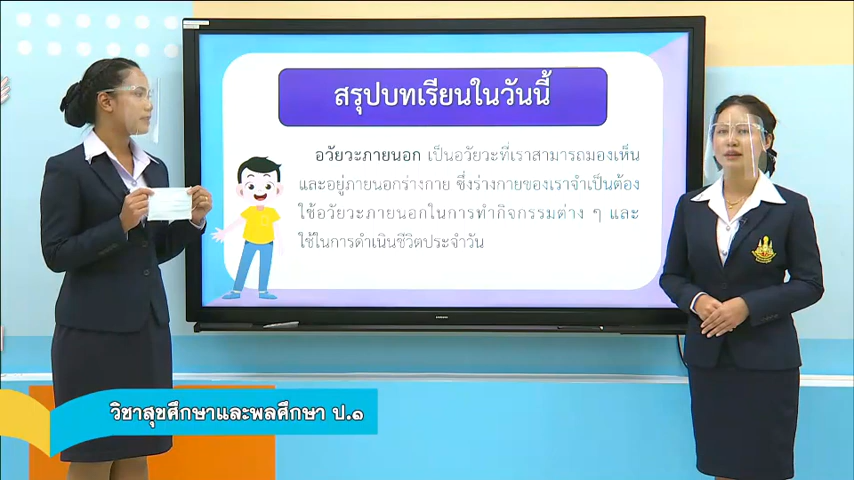 สรุปบทเรียนในวันนี้
อวัยวะภายนอก เป็นอวัยวะที่เราสามารถมองเห็น
และอยู่ภายนอกร่างกาย ซึ่งร่างกายของเราจำเป็นต้อง
ใช้อวัยวะภายนอกในการทำกิจกรรมต่าง ๆ และ
ใช้ในการดำเนินชีวิตประจำวัน
วิชาสุขศึกษาและพลศึกษา ป.๑